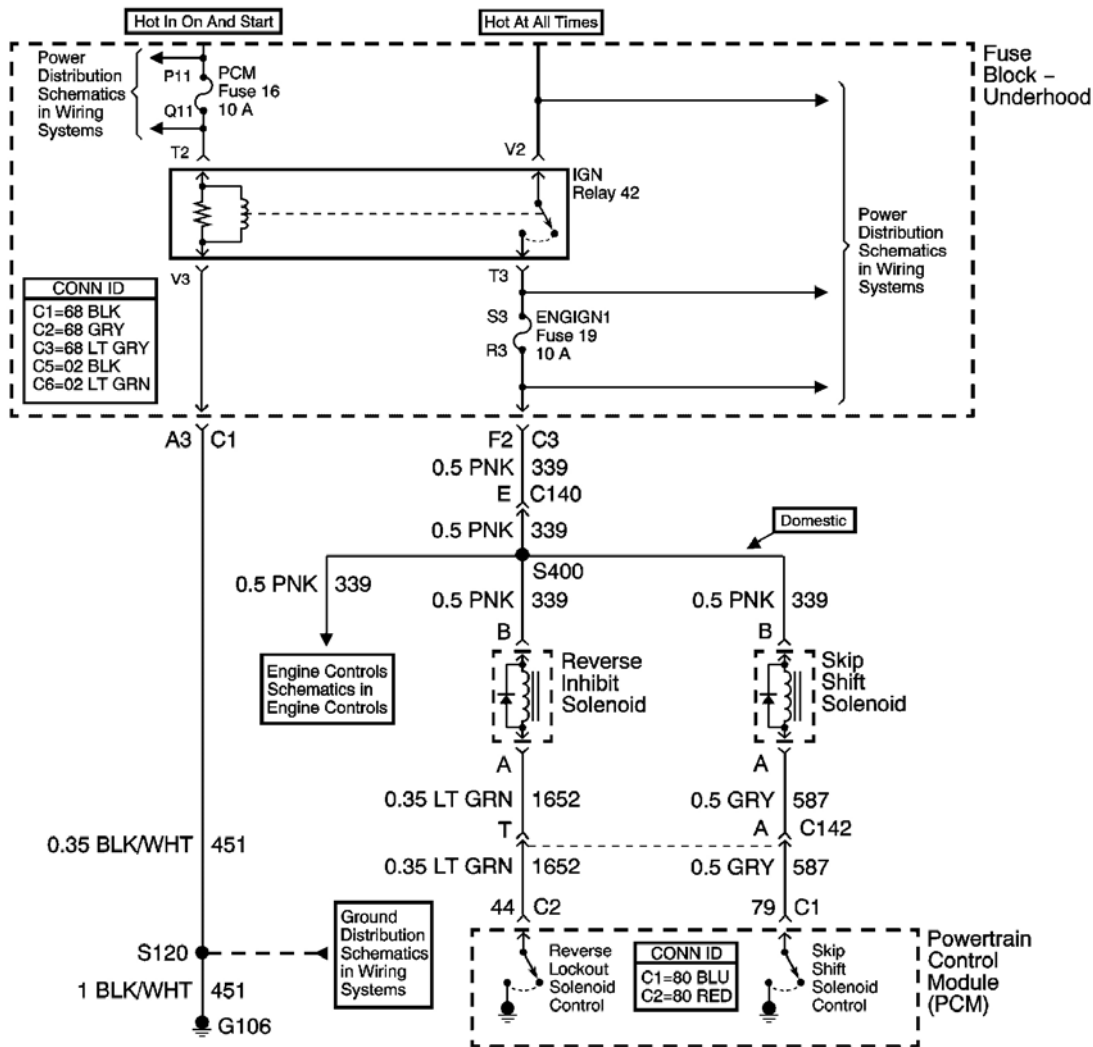 Hot In On And Start
Hot At All Times
Power
Distribution
Schematics
in Wiring
Systems
P11
PCM
Fuse 16
10 A
Q11
T2
V2
Fuse
Block –
Underhood
IGN
Relay 42
Power
Distribution
Schematics
in Wiring
Systems
V3
T3
CONN ID
C1=68 BLK
C2=68 GRY
C3=68 LT GRY
C5=02 BLK
C6=02 LT GRN
S3
ENGIGN1
Fuse 19
10 A
R3
A3 C1
F2 C3
0.5 PNK 339
E C140
0.5 PNK 339
Domestic
S400
0.5 PNK 339
0.5 PNK 339
0.5 PNK 339
B
B
Engine Controls
Schematics in
Engine Controls
Reverse
Inhibit
Solenoid
Skip
Shift
Solenoid
A
A
0.35 LT GRN 1652
0.5 GRY 587
T
A C142
0.35 BLK/WHT 451
0.35 LT GRN 1652
0.5 GRY 587
44 C2
79 C1
S120
Ground
Distribution
Schematics
in Wiring
Systems
Reverse
Lockout
Solenoid
Control
CONN ID
C1=80 BLU
C2=80 RED
Skip
Shift
Solenoid
Control
Powertrain
Control
Module
(PCM)
1 BLK/WHT 451
G106